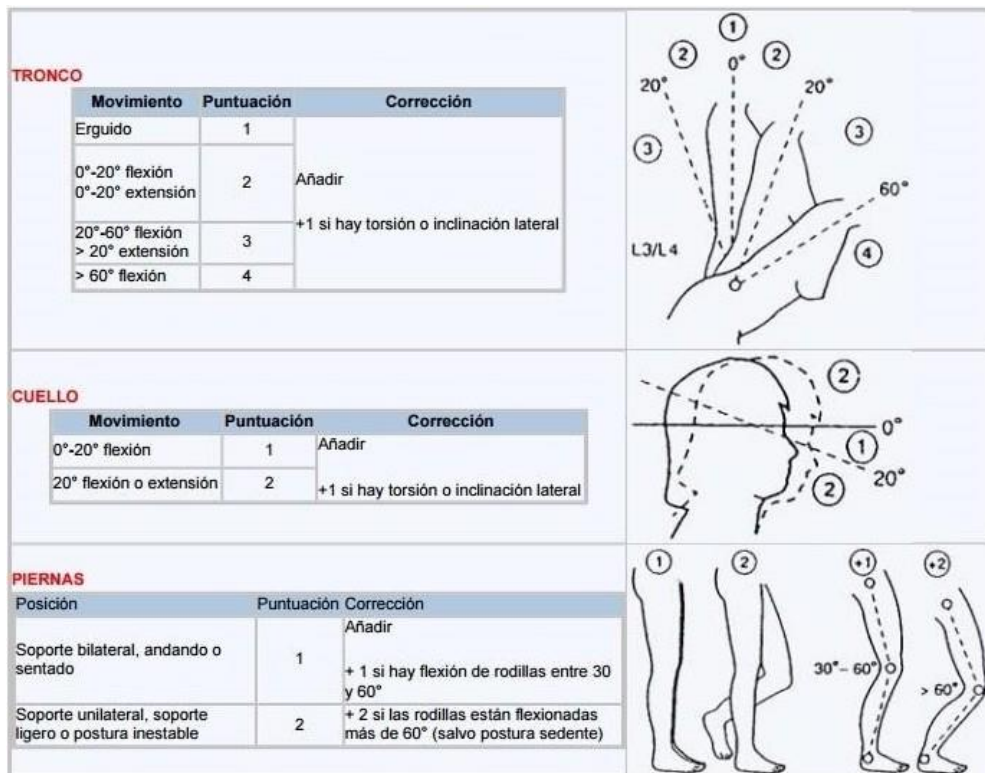 TRONCO
Movimiento Puntuación Corrección
Erguido 1
0°-20° flexión
0°-20° extensión
2
Añadir
+1 si hay torsión o inclinación lateral
20°-60° flexión
> 20° extensión
3
> 60° flexión 4
1
2 0° 2
20° 20°
3 3
60°
L3/L4
4
CUELLO
Movimiento Puntuación Corrección
0°-20° flexión 1
20° flexión o extensión 2
Añadir
+1 si hay torsión o inclinación lateral
2
0°
1
20°
2
PIERNAS
Posición Puntuación Corrección
Soporte bilateral, andando o
sentado
1
Añadir
+ 1 si hay flexión de rodillas entre 30
y 60°
Soporte unilateral, soporte
ligero o postura inestable
2
+ 2 si las rodillas están flexionadas
más de 60° (salvo postura sedente)
1 2 +1 +2
30°-60°
> 60°